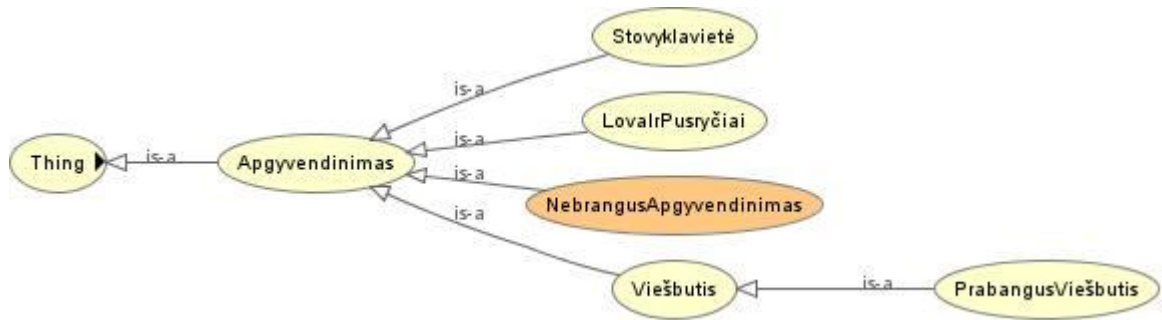 Stovyklavietė
is-a
LovaIrPusryčiai
is-a
Thing
is-a
Apgyvendinimas
is-a
NebrangusApgyvendinimas
is-a
Viešbutis
is-a
PrabangusViešbutis